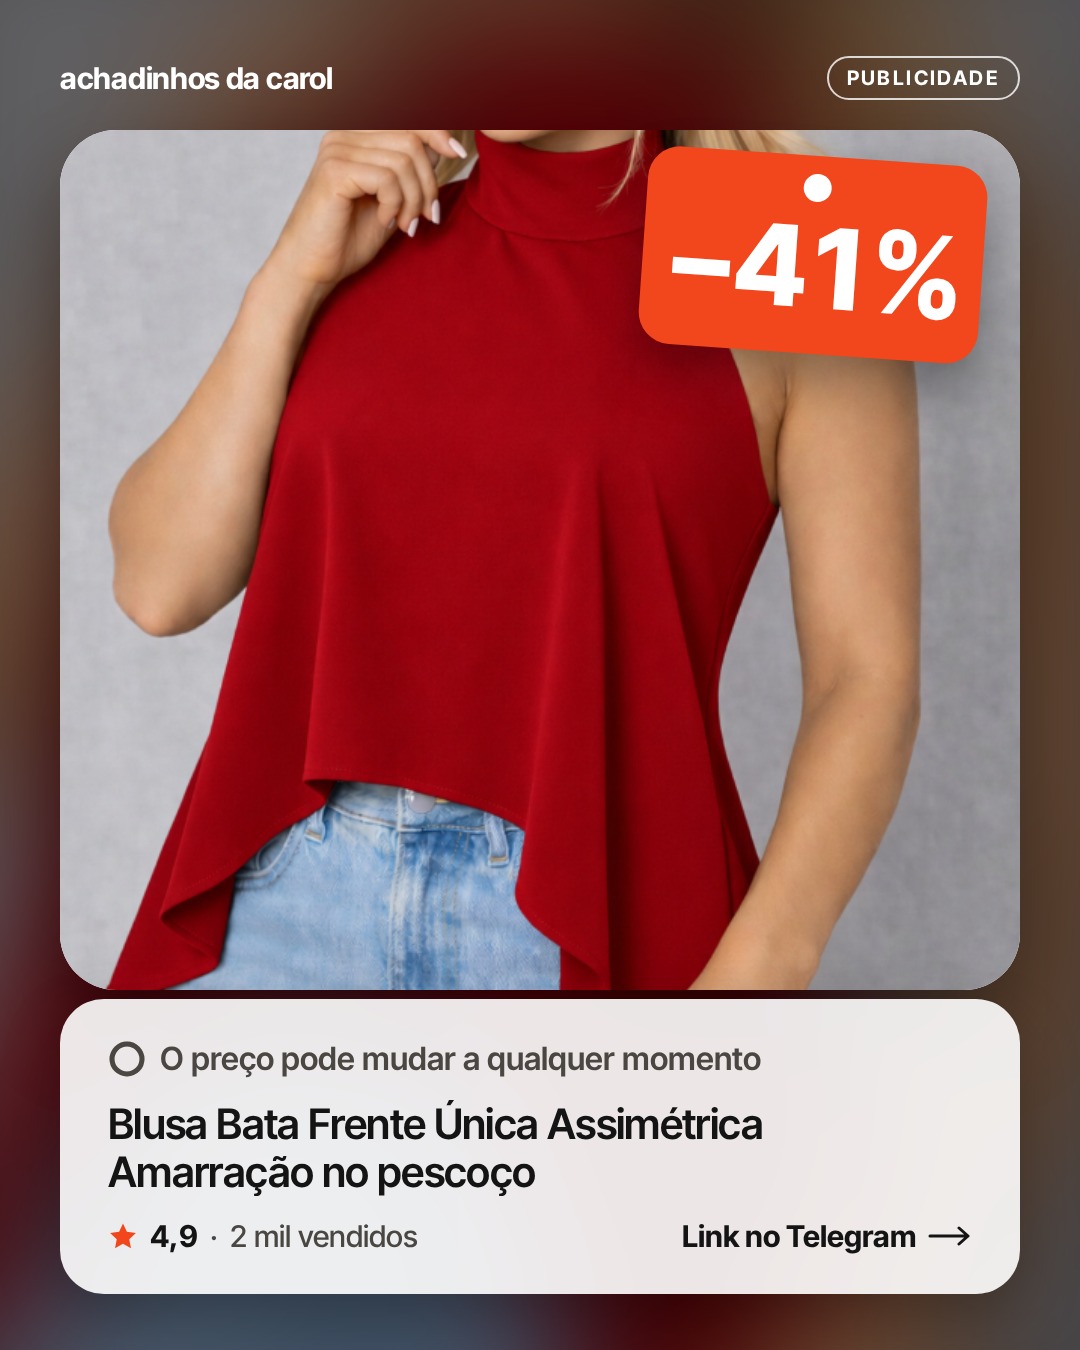 achadinhos da carol
PUBLICIDADE
–41%
O preço pode mudar a qualquer momento
Blusa Bata Frente Única Assimétrica
Amarração no pescoço
4,9 · 2 mil vendidos
Link no Telegram →